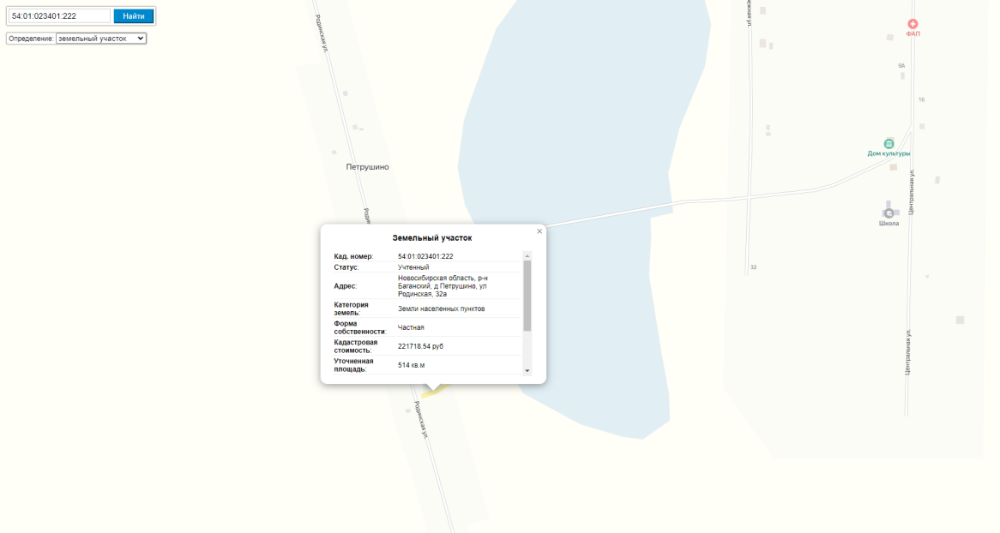 54:01:023401:222
Найти
Определение: земельный участок
Родинская ул.
ФАП
9А
16
Петрушино
Дом культуры
Центральная ул.
Школа
32
Земельный участок
×
Кад. номер: 54:01:023401:222
Статус: Учтенный
Адрес: Новосибирская область, р-н
Баганский, д Петрушино, ул
Родинская, 32а
Категория
земель: Земли населенных пунктов
Форма
собственности: Частная
Кадастровая
стоимость: 221718.54 руб
Уточненная
площадь: 514 кв.м
Родинская ул.
Центральная ул.